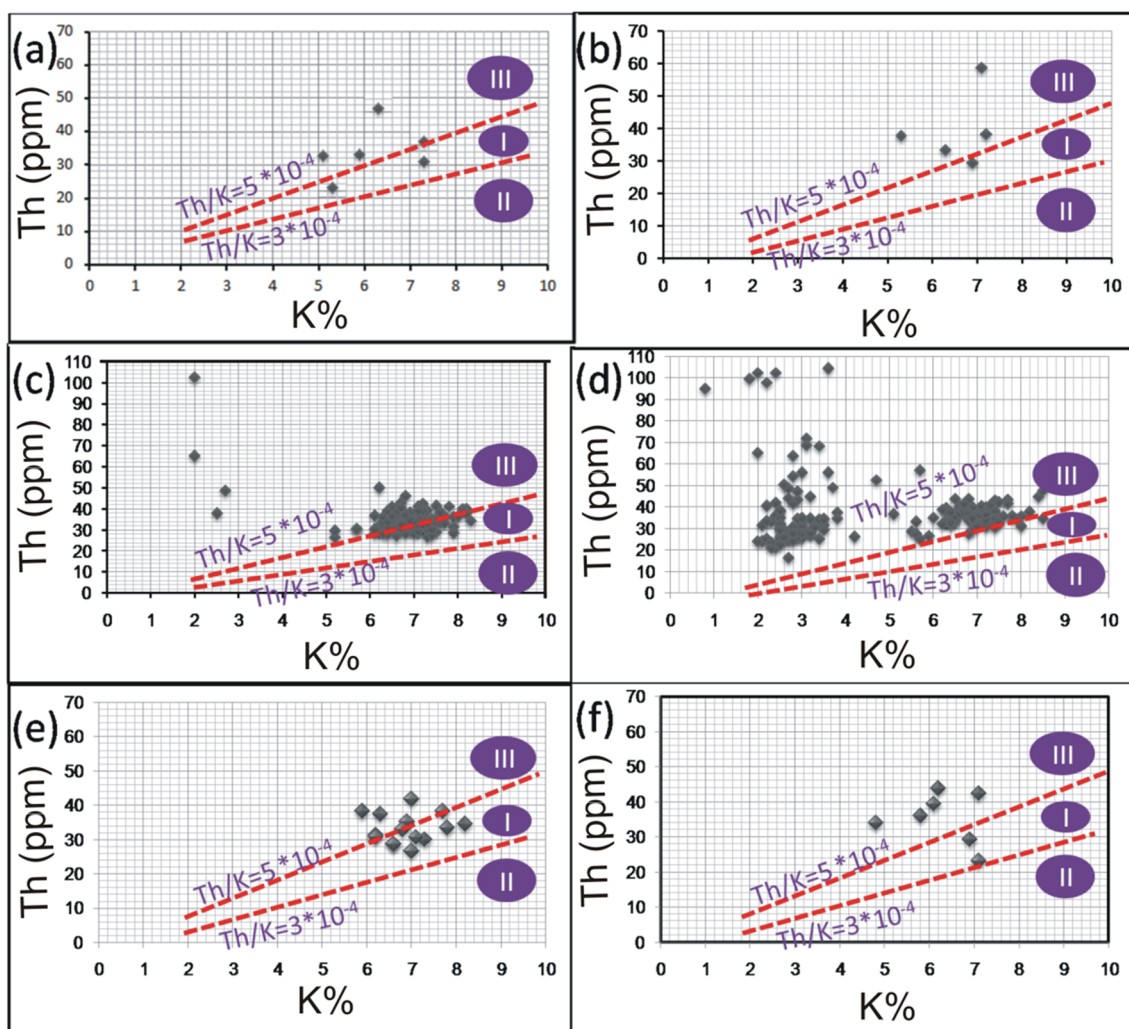 (a)
Th (ppm)
70
60
50
40
30
20
10
0
III
I
II
Th/K=5*10-4
Th/K=3*10-4
0 1 2 3 4 5 6 7 8 9 10
K%
(b)
Th (ppm)
70
60
50
40
30
20
10
0
III
I
II
Th/K=5*10-4
Th/K=3*10-4
0 1 2 3 4 5 6 7 8 9 10
K%
(c)
Th (ppm)
110
100
90
80
70
60
50
40
30
20
10
0
III
I
II
Th/K=5*10-4
Th/K=3*10-4
0 1 2 3 4 5 6 7 8 9 10
K%
(d)
Th (ppm)
110
100
90
80
70
60
50
40
30
20
10
0
III
I
II
Th/K=5*10-4
Th/K=3*10-4
0 1 2 3 4 5 6 7 8 9 10
K%
(e)
Th (ppm)
70
60
50
40
30
20
10
0
III
I
II
Th/K=5*10-4
Th/K=3*10-4
0 1 2 3 4 5 6 7 8 9 10
K%
(f)
Th (ppm)
70
60
50
40
30
20
10
0
III
I
II
Th/K=5*10-4
Th/K=3*10-4
0 1 2 3 4 5 6 7 8 9 10
K%